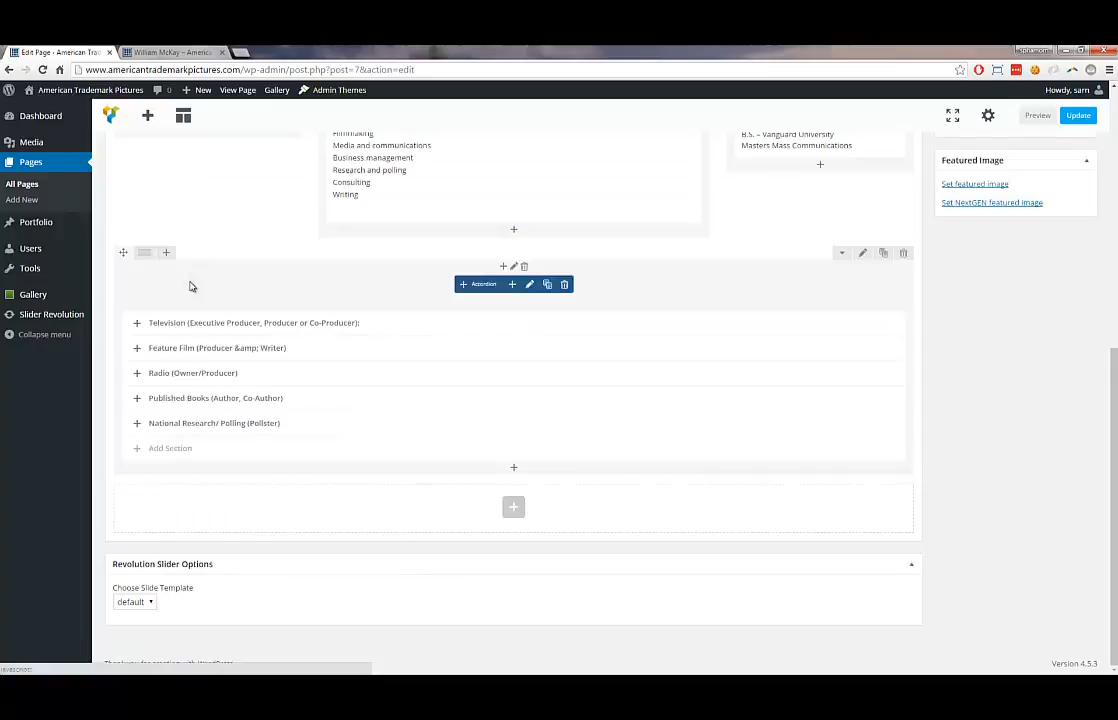 Edit Page ‹ American Trad
William McKay – America
www.americantrademarkpictures.com/wp-admin/post.php?post=7&action=edit
American Trademark Pictures
0
New
View Page
Gallery
Admin Themes
Howdy, sarn
Dashboard
Media
Pages
All Pages
Add New
Portfolio
Users
Tools
Gallery
Slider Revolution
Collapse menu
Preview
Update
Filmmaking
Media and communications
Business management
Research and polling
Consulting
Writing
B.S. – Vanguard University
Masters Mass Communications
Featured Image
Set featured image
Set NextGEN featured image
Accordion
Television (Executive Producer, Producer or Co-Producer):
Feature Film (Producer &amp; Writer)
Radio (Owner/Producer)
Published Books (Author, Co-Author)
National Research/ Polling (Pollster)
Add Section
Revolution Slider Options
Choose Slide Template
default
Version 4.5.3